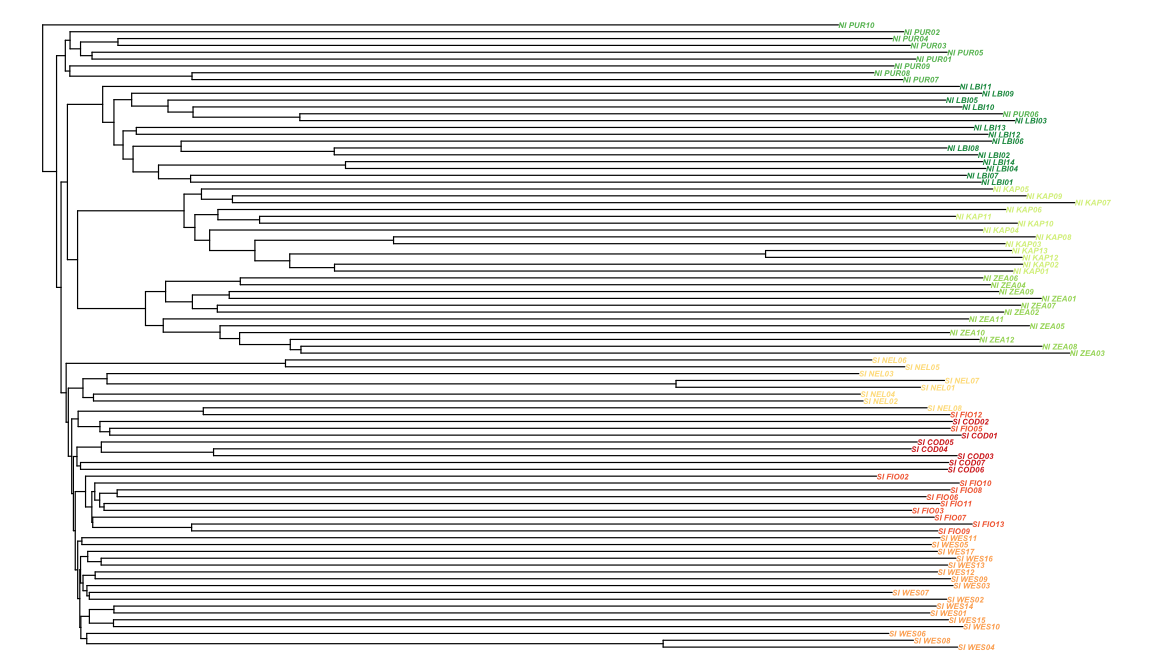 NI PUR10
NI PUR02
NI PUR04
NI PUR03
NI PUR05
NI PUR01
NI PUR09
NI PUR08
NI PUR07
NI LBI11
NI LBI09
NI LBI05
NI LBI10
NI PUR06
NI LBI03
NI LBI13
NI LBI12
NI LBI06
NI LBI08
NI LBI02
NI LBI14
NI LBI04
NI LBI07
NI LBI01
NI KAP05
NI KAP09
NI KAP07
NI KAP06
NI KAP11
NI KAP10
NI KAP04
NI KAP08
NI KAP03
NI KAP13
NI KAP12
NI KAP02
NI KAP01
NI ZEA06
NI ZEA04
NI ZEA09
NI ZEA01
NI ZEA07
NI ZEA02
NI ZEA11
NI ZEA05
NI ZEA10
NI ZEA12
NI ZEA08
NI ZEA03
SI NEL06
SI NEL05
SI NEL03
SI NEL07
SI NEL01
SI NEL04
SI NEL02
SI NEL08
SI FIO12
SI COD02
SI FIO05
SI COD01
SI COD05
SI COD04
SI COD03
SI COD07
SI COD06
SI FIO02
SI FIO10
SI FIO08
SI FIO06
SI FIO11
SI FIO03
SI FIO07
SI FIO13
SI FIO09
SI WES11
SI WES05
SI WES17
SI WES16
SI WES13
SI WES12
SI WES09
SI WES03
SI WES07
SI WES02
SI WES14
SI WES01
SI WES15
SI WES10
SI WES06
SI WES08
SI WES04